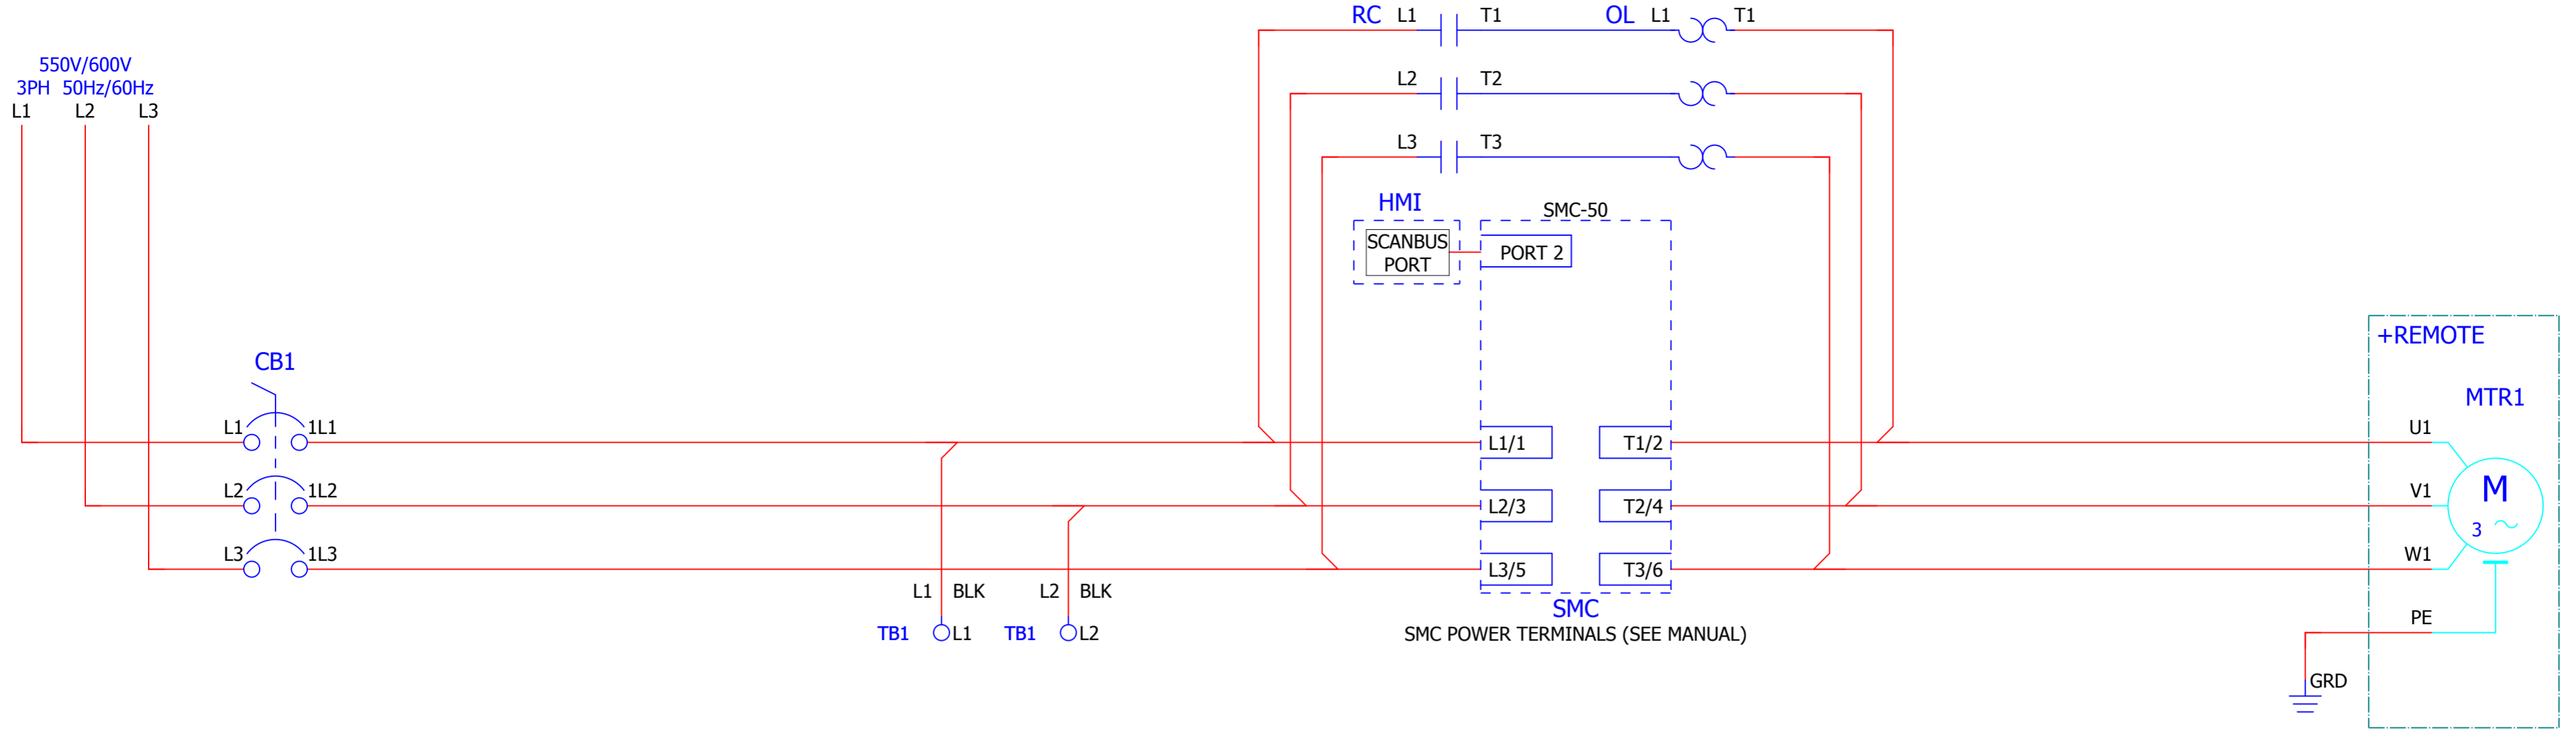 RC L1 T1 OL L1 T1
550V/600V
3PH 50Hz/60Hz
L1 L2 L3
L2 T2
L3 T3
HMI
SMC-50
SCANBUS
PORT
PORT 2
+REMOTE
CB1
MTR1
L1 1L1
L1/1 T1/2
U1
L2 1L2
L2/3 T2/4
V1
M
3
L3 1L3
L3/5 T3/6
W1
L1 BLK L2 BLK
SMC
TB1 L1 TB1 L2
SMC POWER TERMINALS (SEE MANUAL)
PE
GRD